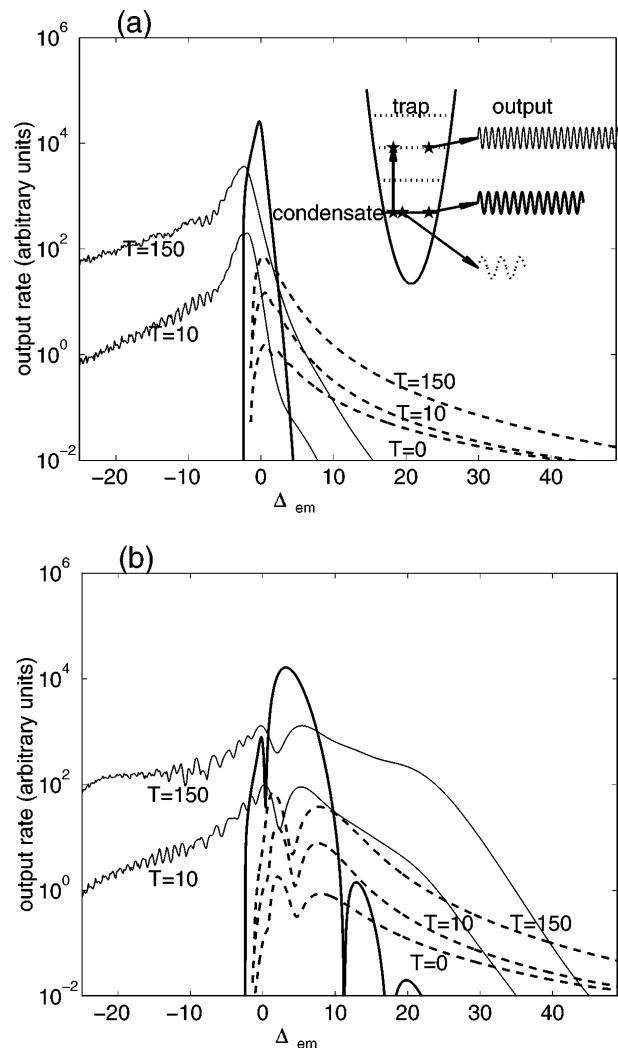 (a)
10^6
10^4
10^2
10^0
10^-2
output rate (arbitrary units)
trap
output
condensate
T=150
T=10
T=150
T=10
T=0
−20
−10
0
10
20
30
40
Δ em
(b)
10^6
10^4
10^2
10^0
10^-2
output rate (arbitrary units)
T=150
T=10
T=150
T=10
T=0
−20
−10
0
10
20
30
40
Δ em